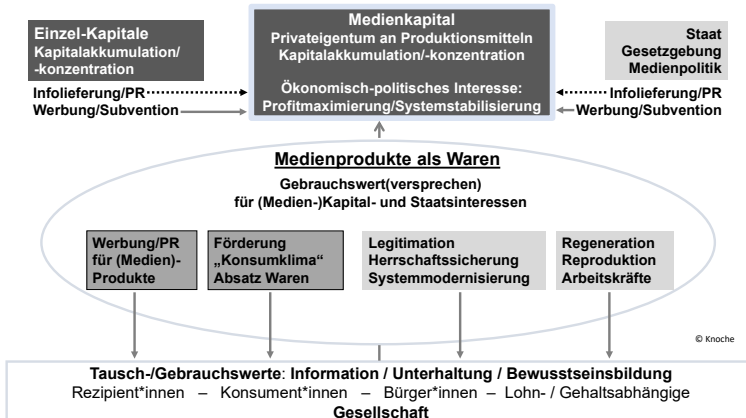 Einzel-Kapitale
Kapitalakkumulation/
-konzentration
Infolieferung/PR
Werbung/Subvention
Medienkapital
Privateigentum an Produktionsmitteln
Kapitalakkumulation/-konzentration
Ökonomisch-politisches Interesse:
Profitmaximierung/Systemstabilisierung
Staat
Gesetzgebung
Medienpolitik
Infolieferung/PR
Werbung/Subvention
Medienprodukte als Waren
Gebrauchswert(versprechen)
für (Medien-)Kapital- und Staatsinteressen
Werbung/PR
für (Medien)-
Produkte
Förderung
„Konsumklima"
Absatz Waren
Legitimation
Herrschaftssicherung
Systemmodernisierung
Regeneration
Reproduktion
Arbeitskräfte
© Knoche
Tausch-/Gebrauchswerte: Information / Unterhaltung / Bewusstseinsbildung
Rezipient*innen – Konsument*innen – Bürger*innen – Lohn- / Gehaltsabhängige
Gesellschaft